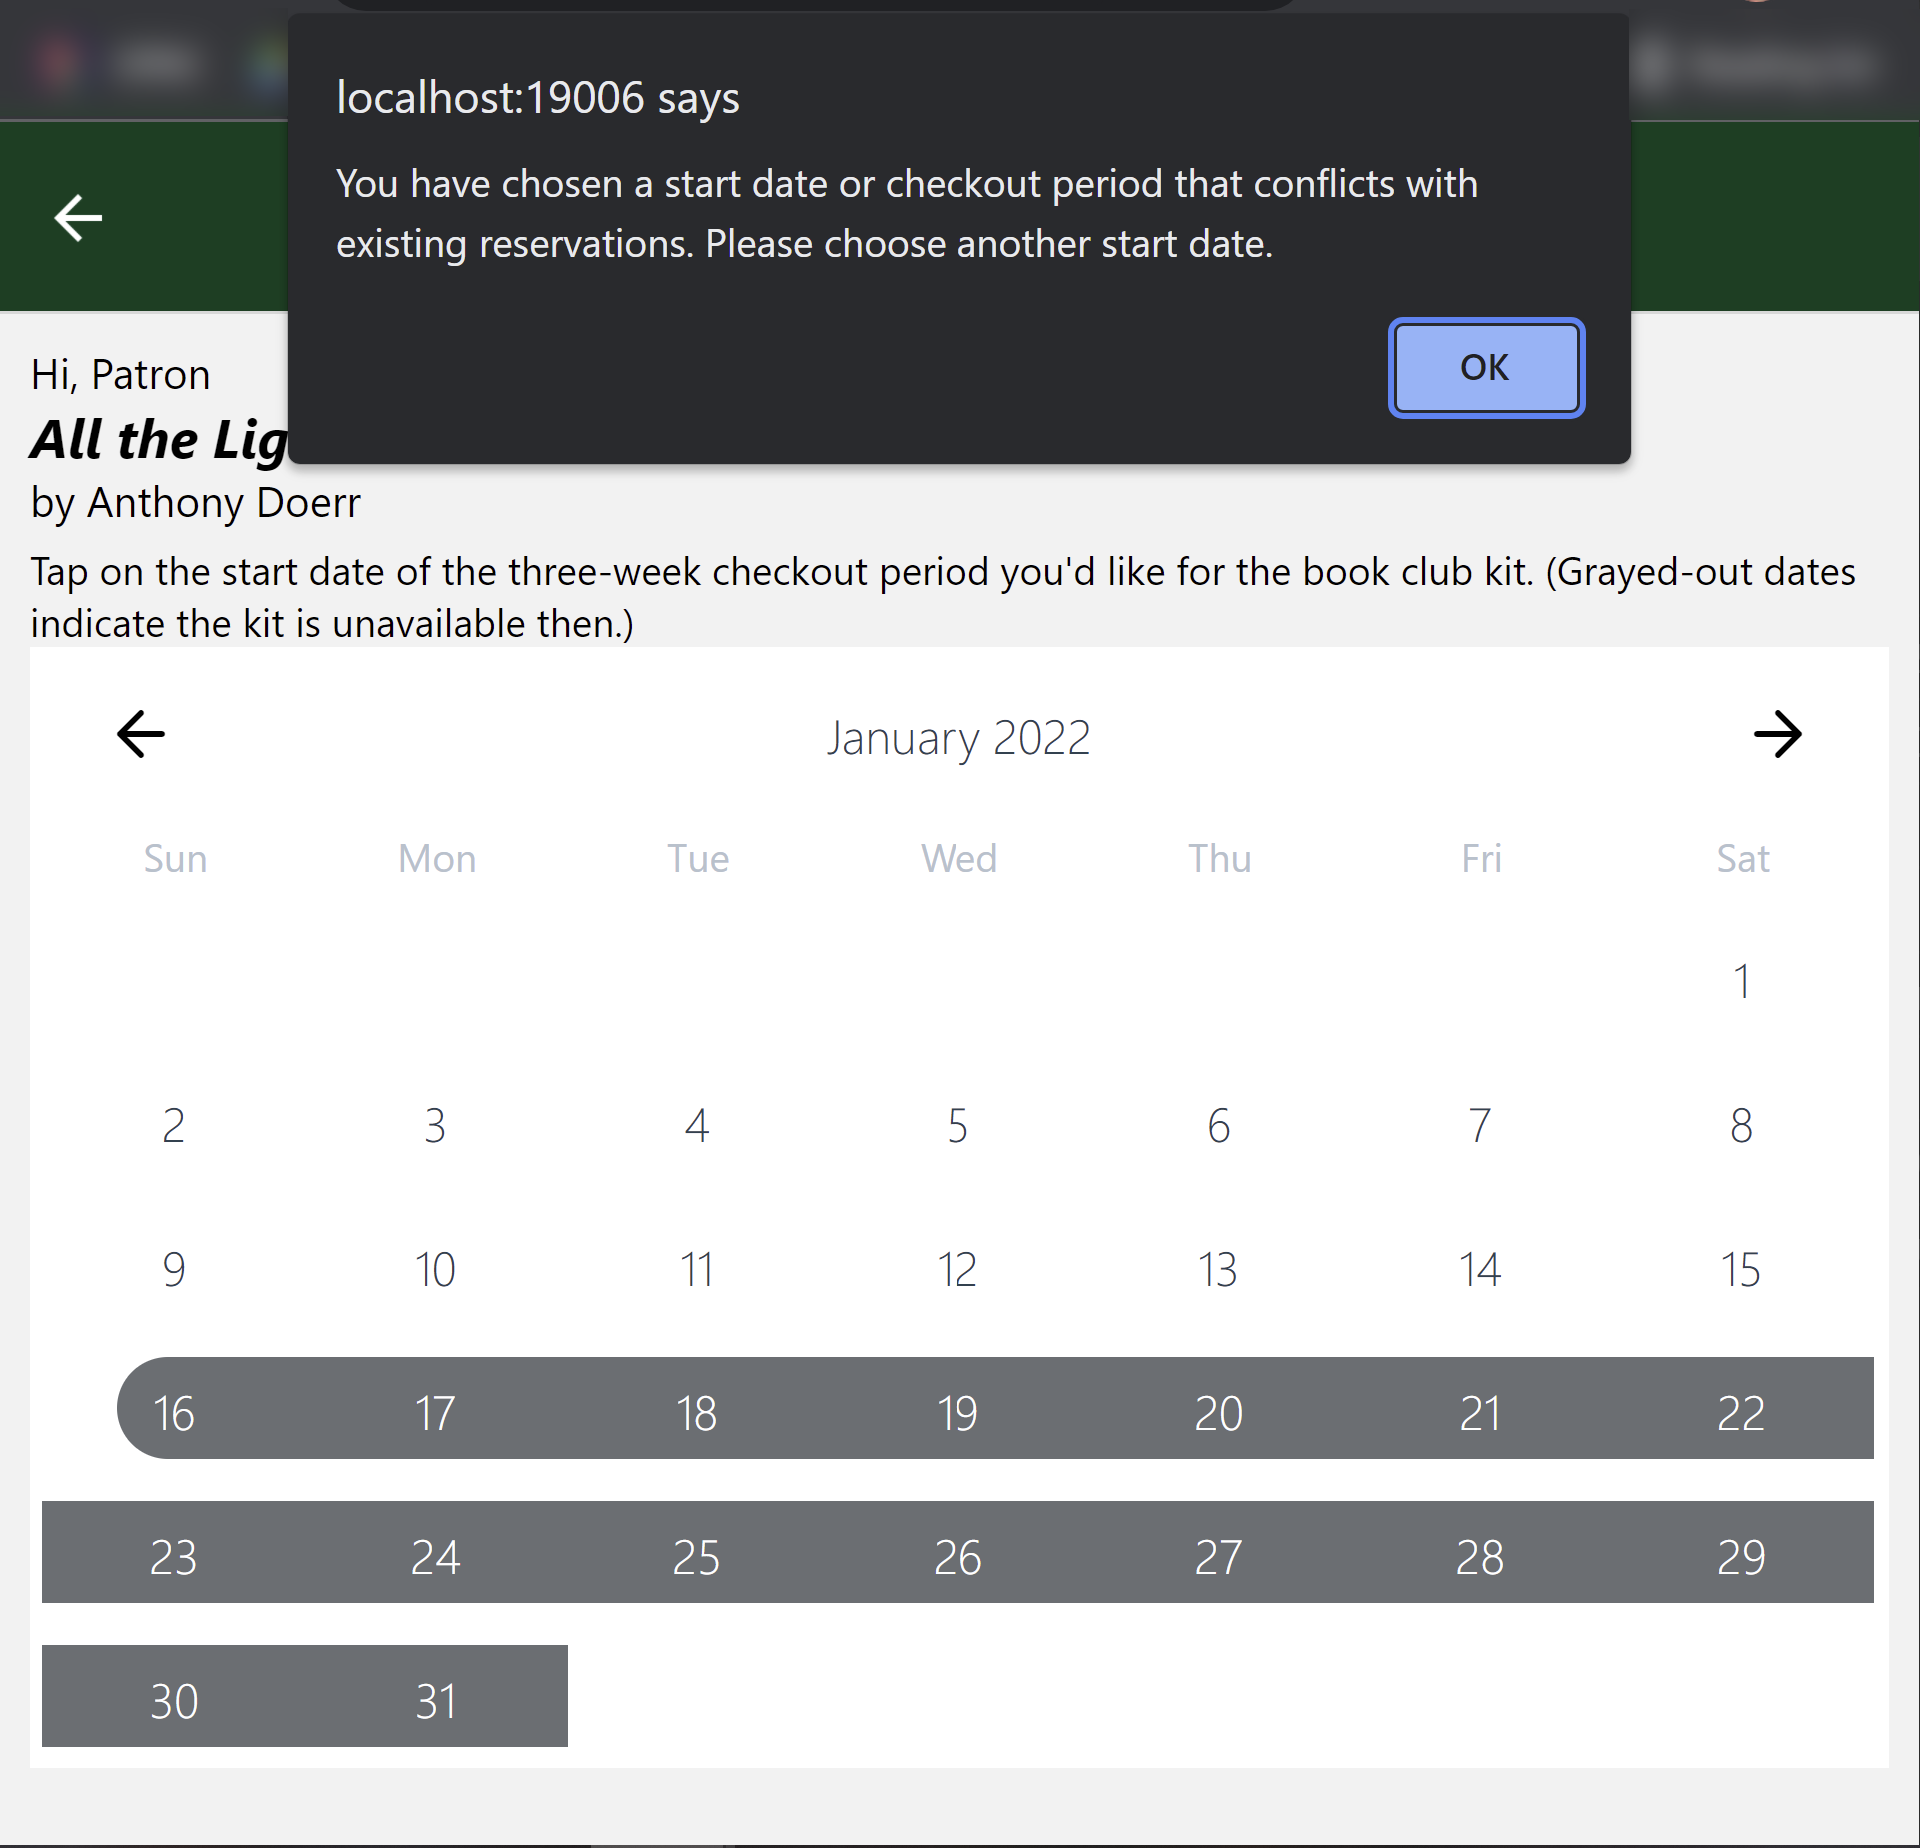 localhost:19006 says
You have chosen a start date or checkout period that conflicts with
existing reservations. Please choose another start date.
OK
Hi, Patron
All the Lig
by Anthony Doerr
Tap on the start date of the three-week checkout period you'd like for the book club kit. (Grayed-out dates
indicate the kit is unavailable then.)
January 2022
Sun Mon Tue Wed Thu Fri Sat
1
2 3 4 5 6 7 8
9 10 11 12 13 14 15
16 17 18 19 20 21 22
23 24 25 26 27 28 29
30 31